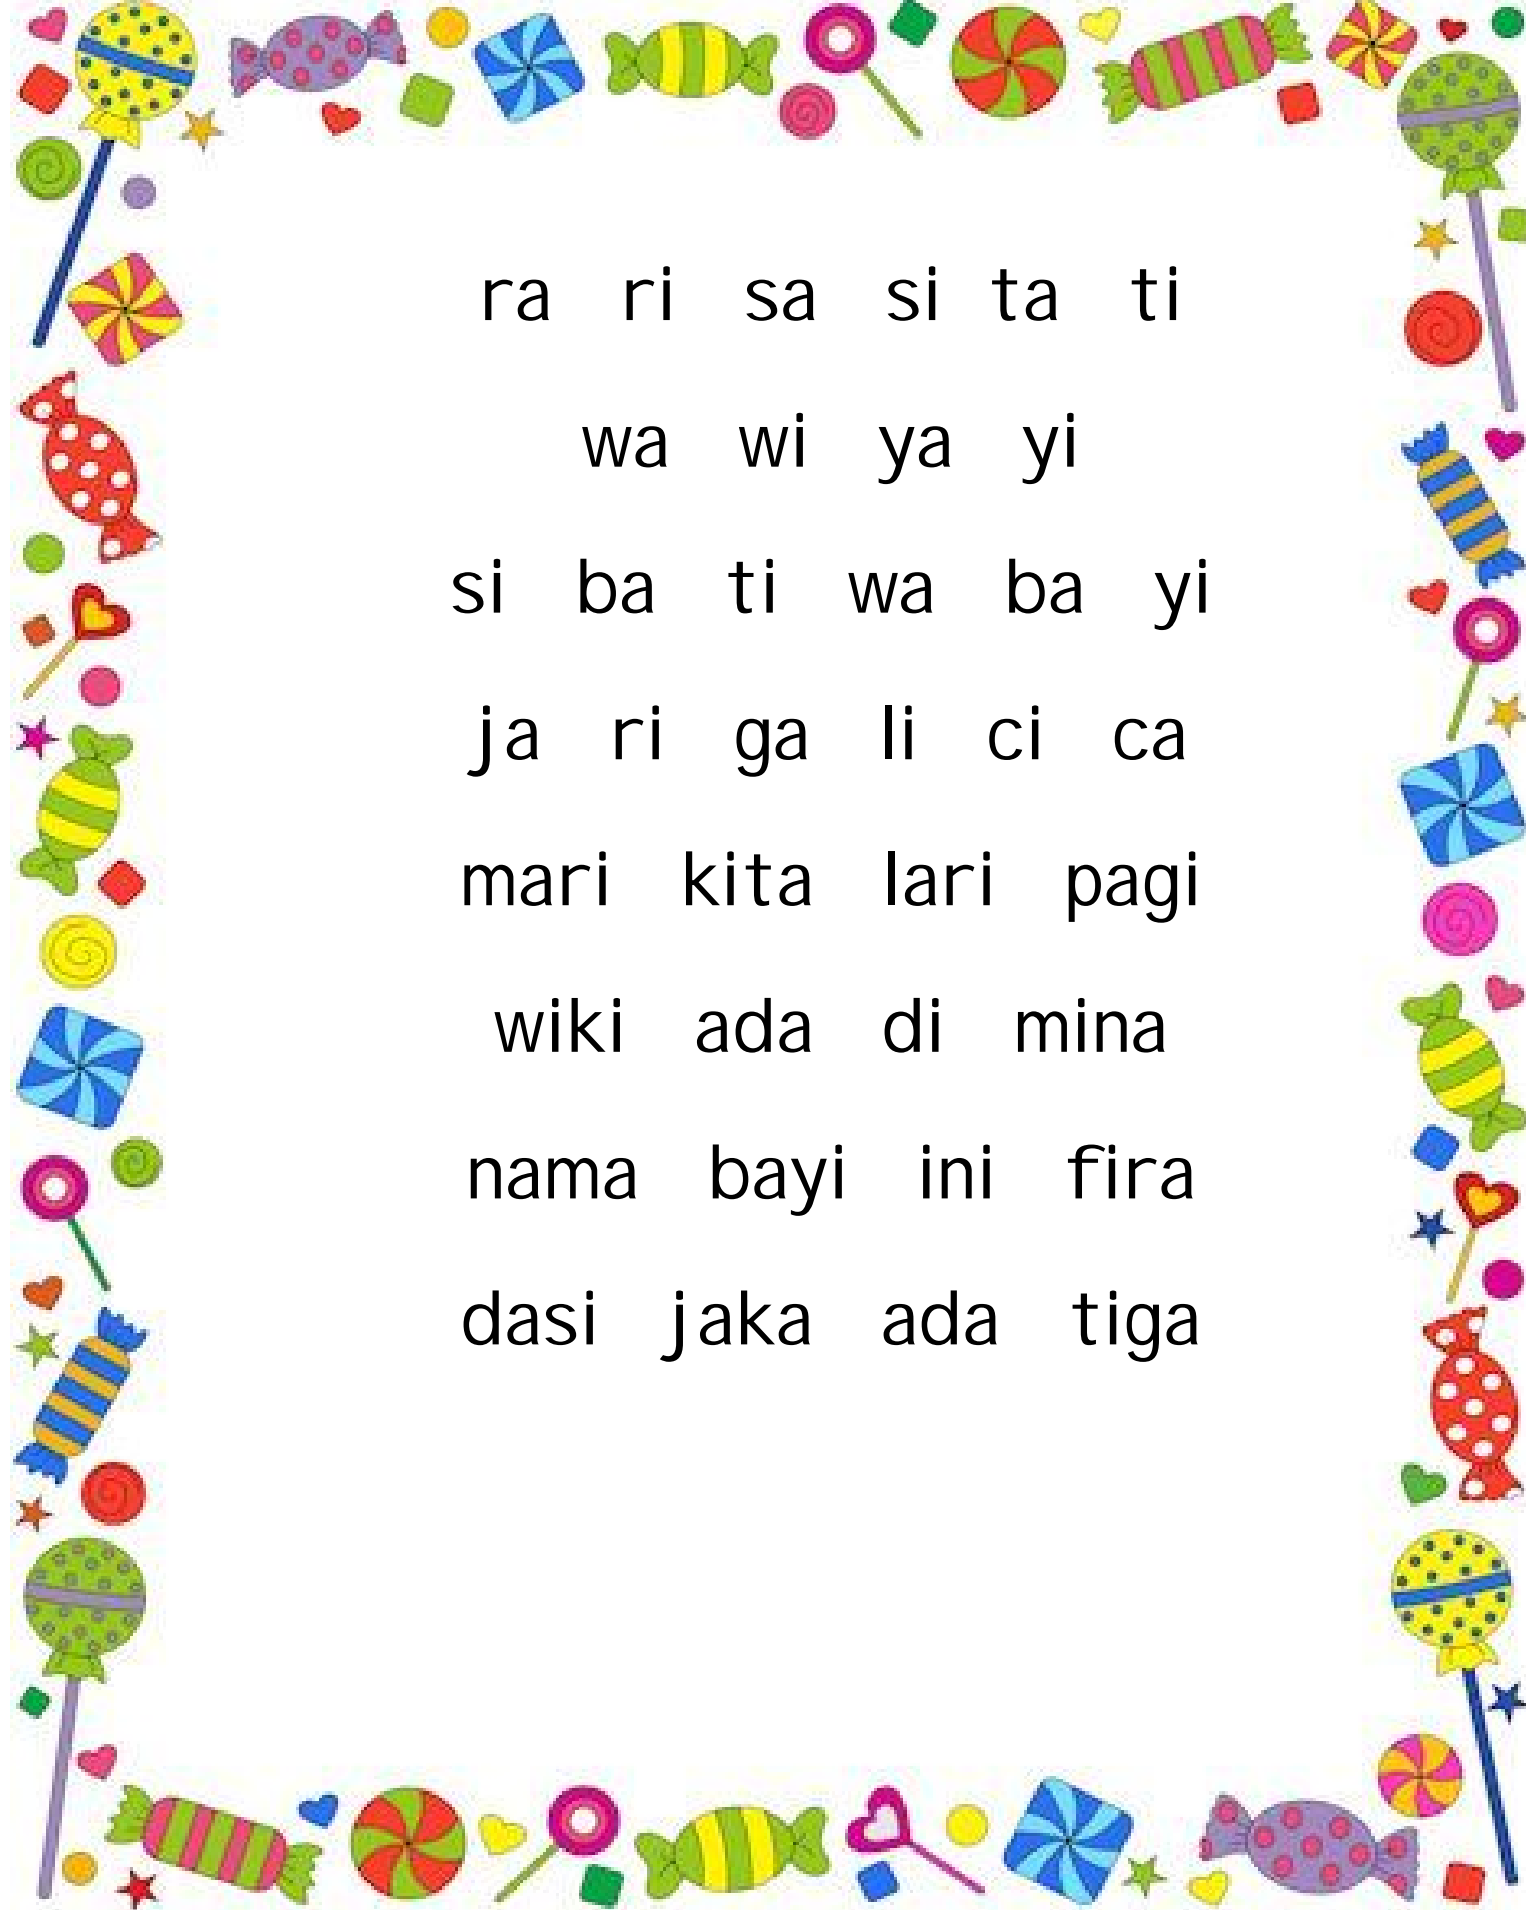 ra ri sa si ta ti
wa wi ya yi
si ba ti wa ba yi
ja ri ga li ci ca
mari kita lari pagi
wiki ada di mina
nama bayi ini fira
dasi jaka ada tiga